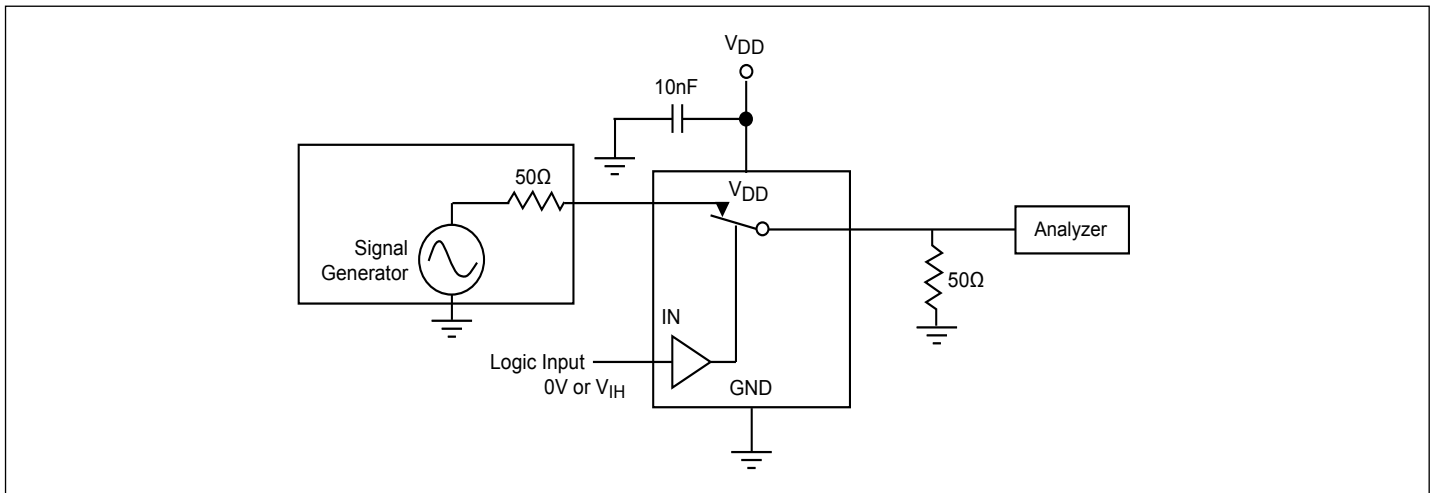 VDD
10nF
50Ω
VDD
Signal
Generator
Analyzer
50Ω
IN
Logic Input
0V or VIH
GND